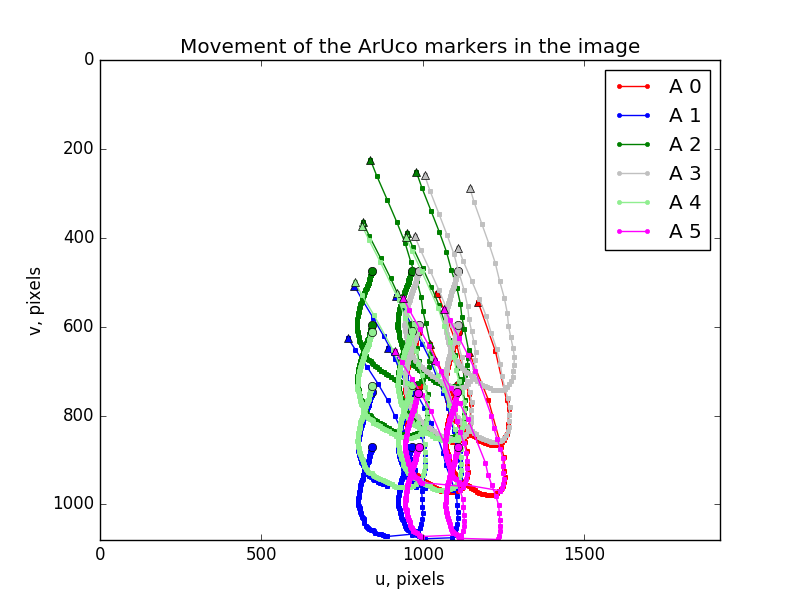 Movement of the ArUco markers in the image
0
200
400
600
800
1000
v, pixels
0
500
1000
1500
u, pixels
A 0
A 1
A 2
A 3
A 4
A 5